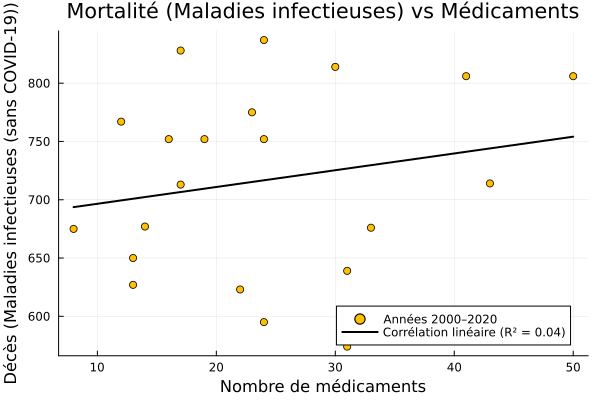 Mortalité (Maladies infectieuses) vs Médicaments
Décès (Maladies infectieuses (sans COVID-19))
800
750
700
650
600
10
20
30
40
50
Nombre de médicaments
Années 2000–2020
Corrélation linéaire (R² = 0.04)